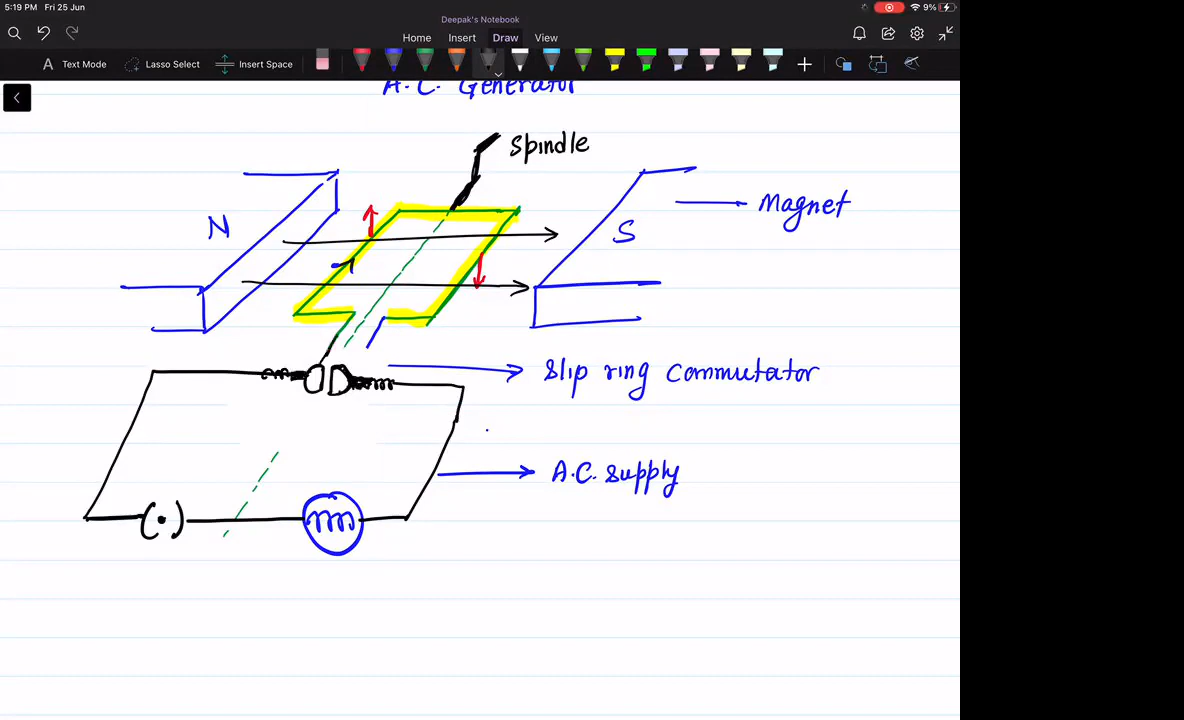 5:19 PM Fri 25 Jun
9%
Deepak's Notebook
Home Insert Draw View
A Text Mode Lasso Select Insert Space
A.C. Generator
Spindle
N
S
Magnet
Slip ring commutator
A.C. supply